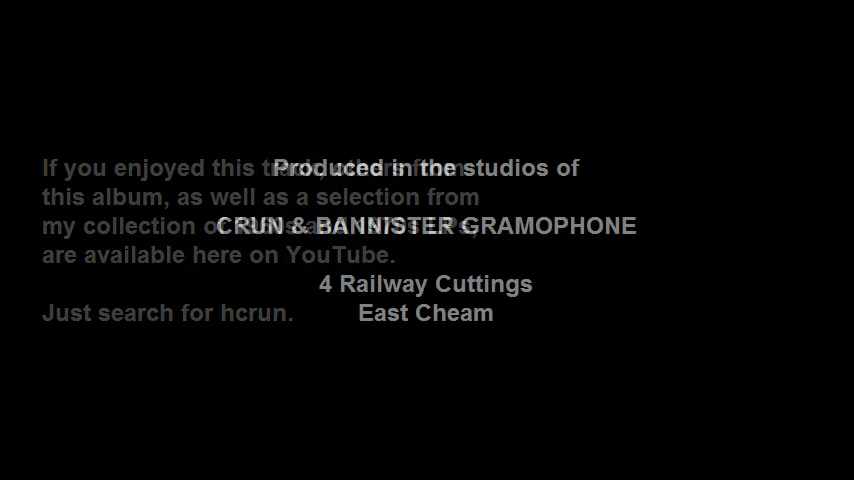 If you enjoyed this
this album, as well as a selection from
my collection
are available here on YouTube.
Just search for hcrun.
Produced in the studios of
CRUN & BANNISTER GRAMOPHONE
4 Railway Cuttings
East Cheam